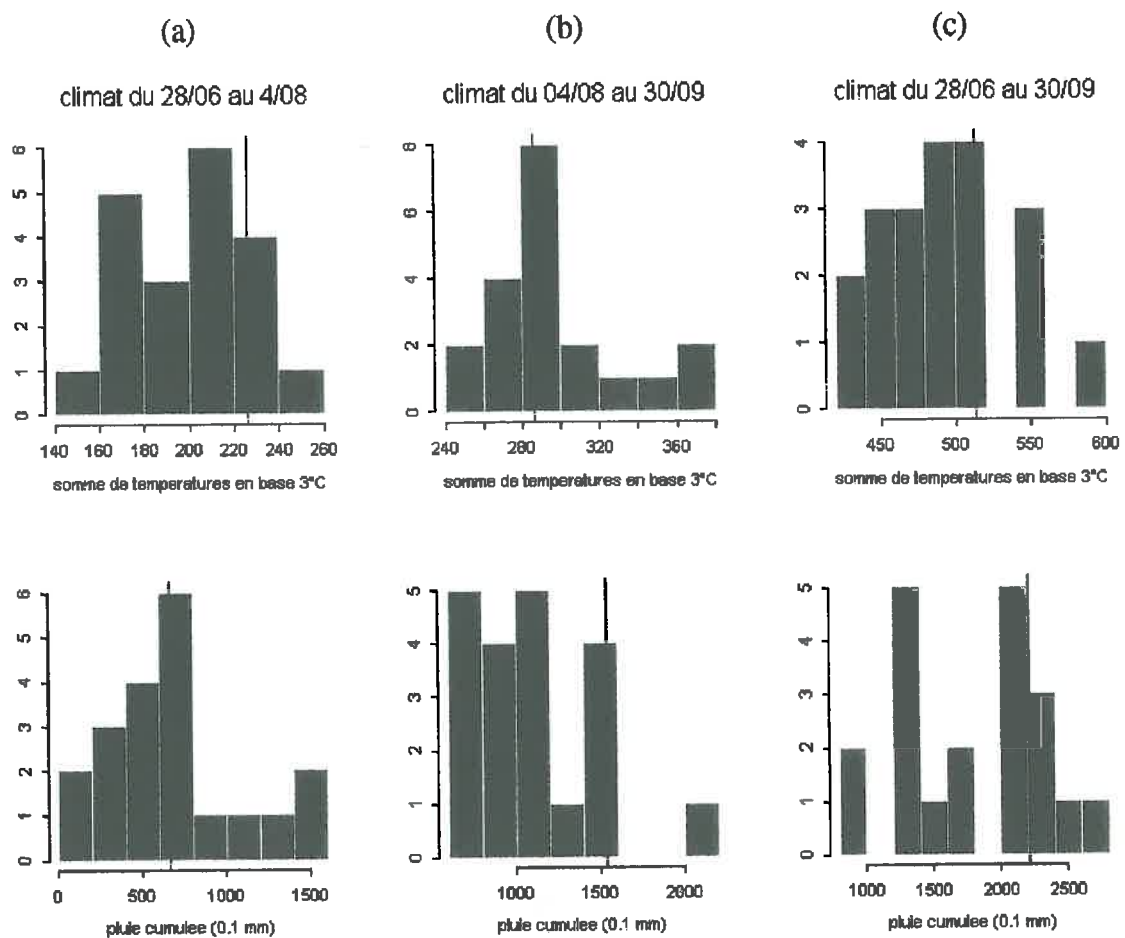 (a)
(b)
(c)
climat du 28/06 au 4/08
climat du 04/08 au 30/09
climat du 28/06 au 30/09
0 1 2 3 4 5 6
140 160 180 200 220 240 260
somme de temperatures en base 3°C
0 2 4 6 8
240 280 320 360
somme de temperatures en base 3°C
0 1 2 3 4
450 500 550 600
somme de temperatures en base 3°C
0 1 2 3 4 5 6
0 500 1000 1500
pluie cumulee (0.1 mm)
0 1 2 3 4 5
1000 1500 2000
pluie cumulee (0.1 mm)
0 1 2 3 4 5
1000 1500 2000 2500
pluie cumulee (0.1 mm)